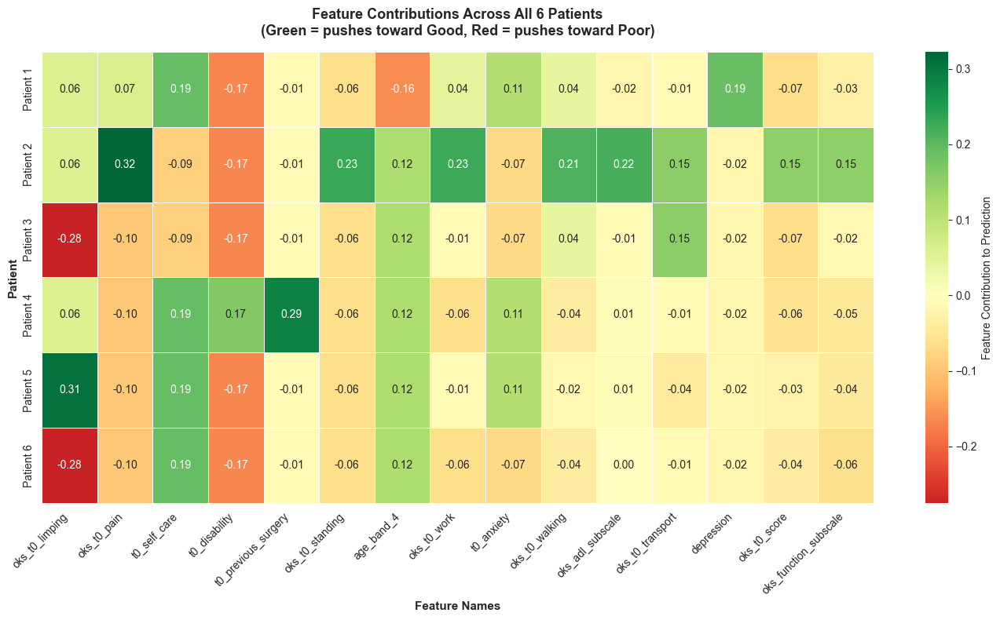 Feature Contributions Across All 6 Patients
(Green = pushes toward Good, Red = pushes toward Poor)
Patient
Patient 1
0.06 0.07 0.19 -0.17 -0.01 -0.06 -0.16 0.04 0.11 0.04 -0.02 -0.01 0.19 -0.07 -0.03
Patient 2
0.06 0.32 -0.09 -0.17 -0.01 0.23 0.12 0.23 -0.07 0.21 0.22 0.15 -0.02 0.15 0.15
Patient 3
-0.28 -0.10 -0.09 -0.17 -0.01 -0.06 0.12 -0.01 -0.07 0.04 -0.01 0.15 -0.02 -0.07 -0.02
Patient 4
0.06 -0.10 0.19 0.17 0.29 -0.06 0.12 -0.06 0.11 -0.04 0.01 -0.01 -0.02 -0.06 -0.05
Patient 5
0.31 -0.10 0.19 -0.17 -0.01 -0.06 0.12 -0.01 0.11 -0.02 0.01 -0.04 -0.02 -0.03 -0.04
Patient 6
-0.28 -0.10 0.19 -0.17 -0.01 -0.06 0.12 -0.06 -0.07 -0.04 0.00 -0.01 -0.02 -0.04 -0.06
oks_t0_limping
oks_t0_pain
t0_self_care
t0_disability
t0_previous_surgery
oks_t0_standing
age_band_4
oks_t0_work
t0_anxiety
oks_t0_walking
oks_adl_subscale
oks_t0_transport
depression
oks_t0_score
oks_function_subscale
Feature Names
0.3
0.2
0.1
0.0
−0.1
−0.2
Feature Contribution to Prediction